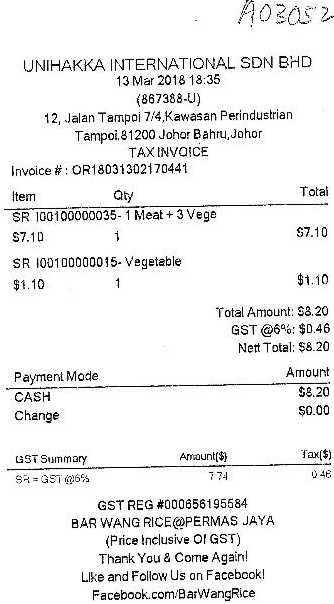 A03052
UNIHAKKA INTERNATIONAL SDN BHD
13 Mar 2018 18:35
(867388-U)
12, Jalan Tampoi 7/4,Kawasan Perindustrian
Tampoi.81200 Johor Bahru,Johor
TAX INVOICE
Invoice # : OR18031302170441
Item Qty Total
SR I00100000035- 1 Meat + 3 Vege
$7.10 1 $7.10
SR I00100000015- Vegetable
$1.10 1 $1.10
Total Amount: $8.20
GST @6%: $0.46
Nett Total: $8.20
Payment Mode Amount
CASH $8.20
Change $0.00
GST Summary Amount($) Tax($)
SR = GST @6% 7.74 0.46
GST REG #000656195584
BAR WANG RICE@PERMAS JAYA
(Price Inclusive Of GST)
Thank You & Come Again!
Like and Follow Us on Facebook!
Facebook.com/BarWangRice